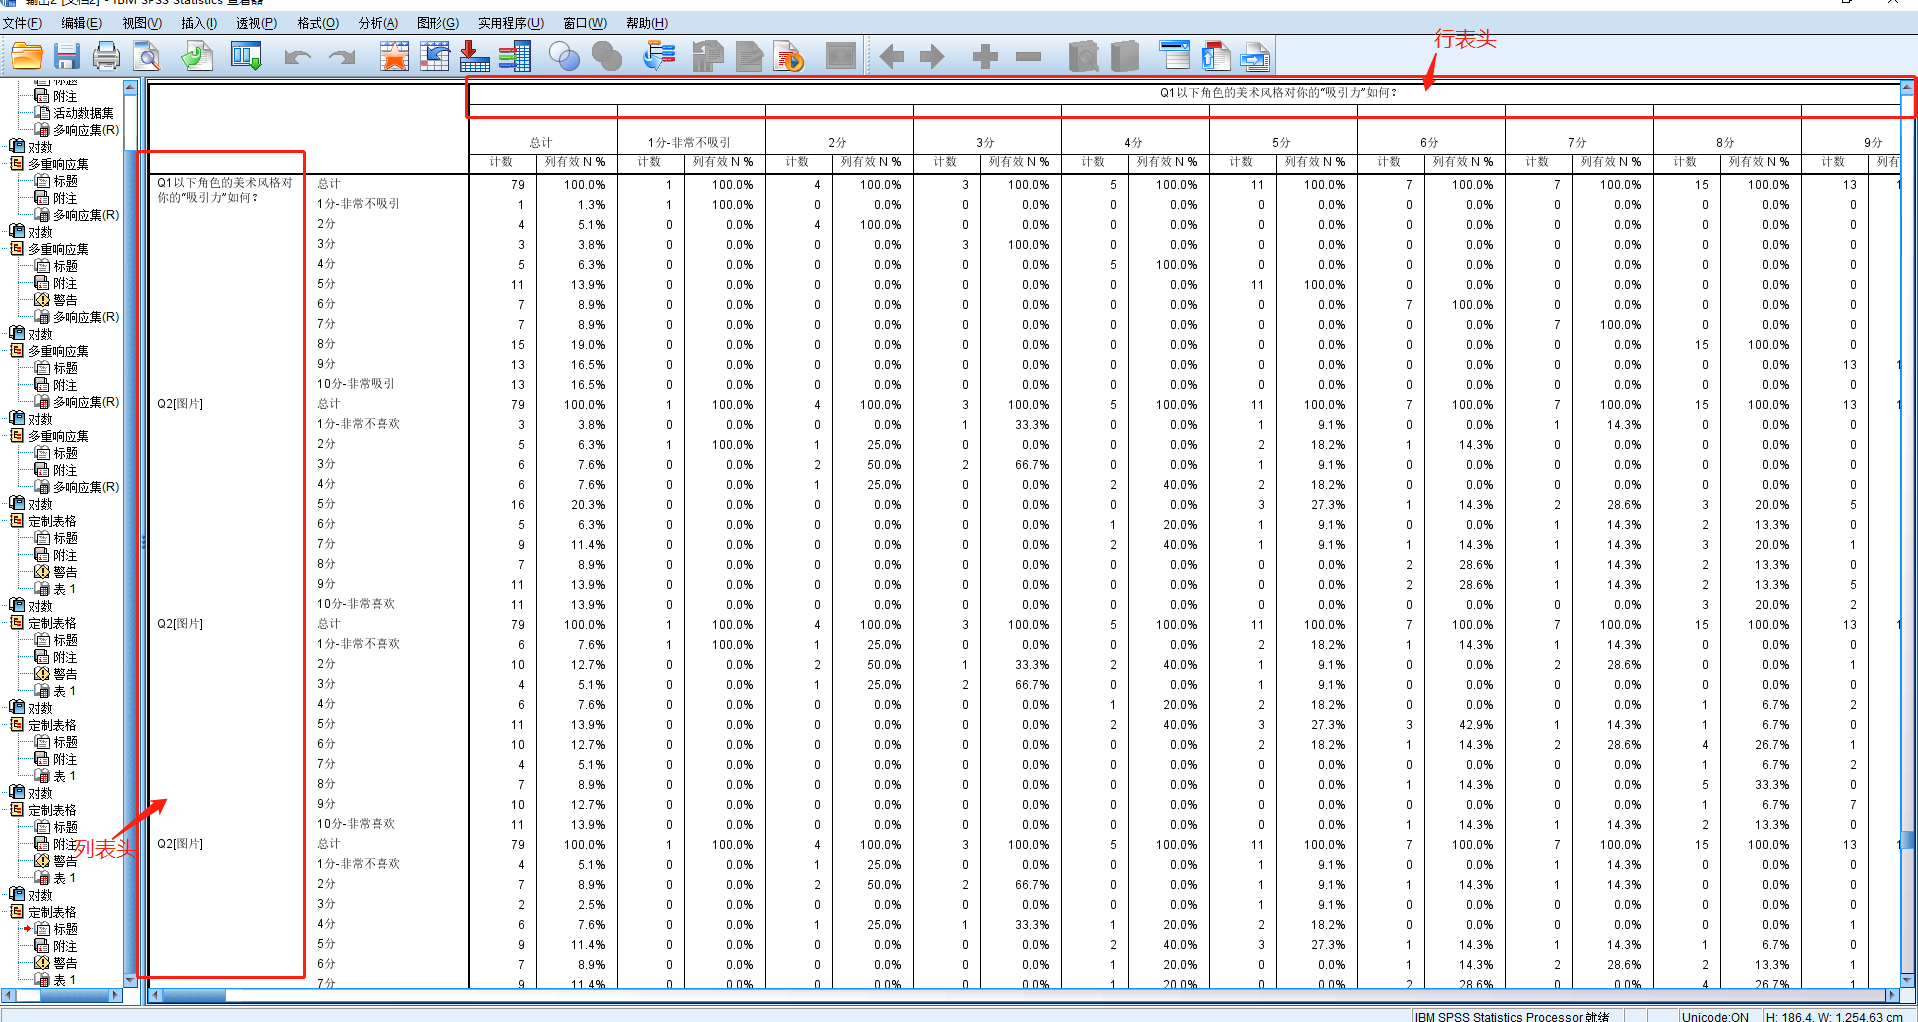 输出2 [文档2] - IBM SPSS Statistics 查看器
文件(F) 编辑(E) 视图(V) 插入(I) 透视(P) 格式(O) 分析(A) 图形(G) 实用程序(U) 窗口(W) 帮助(H)
行表头
标题
附注
活动数据集
多响应集(R)
对数
多重响应集
标题
附注
多响应集(R)
对数
多重响应集
标题
附注
警告
多响应集(R)
对数
多重响应集
标题
附注
多响应集(R)
对数
多重响应集
标题
附注
多响应集(R)
对数
定制表格
标题
附注
警告
表 1
对数
定制表格
标题
附注
警告
表 1
对数
定制表格
标题
附注
表 1
对数
定制表格
标题
附注
警告
表 1
对数
定制表格
标题
附注
警告
表 1
列表头
Q1以下角色的美术风格对你的“吸引力”如何？
总计 1分-非常不吸引 2分 3分 4分 5分 6分 7分 8分 9分
计数 列有效 N % 计数 列有效 N % 计数 列有效 N % 计数 列有效 N % 计数 列有效 N % 计数 列有效 N % 计数 列有效 N % 计数 列有效 N % 计数 列有效 N % 计数 列有
Q1以下角色的美术风格对你的“吸引力”如何？
总计 79 100.0% 1 100.0% 4 100.0% 3 100.0% 5 100.0% 11 100.0% 7 100.0% 7 100.0% 15 100.0% 13 1
1分-非常不吸引 1 1.3% 1 100.0% 0 0.0% 0 0.0% 0 0.0% 0 0.0% 0 0.0% 0 0.0% 0 0.0% 0
2分 4 5.1% 0 0.0% 4 100.0% 0 0.0% 0 0.0% 0 0.0% 0 0.0% 0 0.0% 0 0.0% 0
3分 3 3.8% 0 0.0% 0 0.0% 3 100.0% 0 0.0% 0 0.0% 0 0.0% 0 0.0% 0 0.0% 0
4分 5 6.3% 0 0.0% 0 0.0% 0 0.0% 5 100.0% 0 0.0% 0 0.0% 0 0.0% 0 0.0% 0
5分 11 13.9% 0 0.0% 0 0.0% 0 0.0% 0 0.0% 11 100.0% 0 0.0% 0 0.0% 0 0.0% 0
6分 7 8.9% 0 0.0% 0 0.0% 0 0.0% 0 0.0% 0 0.0% 7 100.0% 0 0.0% 0 0.0% 0
7分 7 8.9% 0 0.0% 0 0.0% 0 0.0% 0 0.0% 0 0.0% 0 0.0% 7 100.0% 0 0.0% 0
8分 15 19.0% 0 0.0% 0 0.0% 0 0.0% 0 0.0% 0 0.0% 0 0.0% 0 0.0% 15 100.0% 0
9分 13 16.5% 0 0.0% 0 0.0% 0 0.0% 0 0.0% 0 0.0% 0 0.0% 0 0.0% 0 0.0% 13 1
10分-非常吸引 13 16.5% 0 0.0% 0 0.0% 0 0.0% 0 0.0% 0 0.0% 0 0.0% 0 0.0% 0 0.0% 0
Q2[图片] 总计 79 100.0% 1 100.0% 4 100.0% 3 100.0% 5 100.0% 11 100.0% 7 100.0% 7 100.0% 15 100.0% 13 1
1分-非常不喜欢 3 3.8% 0 0.0% 0 0.0% 1 33.3% 0 0.0% 1 9.1% 0 0.0% 1 14.3% 0 0.0% 0
2分 5 6.3% 1 100.0% 1 25.0% 0 0.0% 0 0.0% 2 18.2% 1 14.3% 0 0.0% 0 0.0% 0
3分 6 7.6% 0 0.0% 2 50.0% 2 66.7% 0 0.0% 1 9.1% 0 0.0% 0 0.0% 0 0.0% 0
4分 6 7.6% 0 0.0% 1 25.0% 0 0.0% 2 40.0% 2 18.2% 0 0.0% 0 0.0% 0 0.0% 0
5分 16 20.3% 0 0.0% 0 0.0% 0 0.0% 0 0.0% 3 27.3% 1 14.3% 2 28.6% 3 20.0% 5
6分 5 6.3% 0 0.0% 0 0.0% 0 0.0% 1 20.0% 1 9.1% 0 0.0% 1 14.3% 2 13.3% 0
7分 9 11.4% 0 0.0% 0 0.0% 0 0.0% 2 40.0% 1 9.1% 1 14.3% 1 14.3% 3 20.0% 1
8分 7 8.9% 0 0.0% 0 0.0% 0 0.0% 0 0.0% 0 0.0% 2 28.6% 1 14.3% 2 13.3% 0
9分 11 13.9% 0 0.0% 0 0.0% 0 0.0% 0 0.0% 0 0.0% 2 28.6% 1 14.3% 2 13.3% 5
10分-非常喜欢 11 13.9% 0 0.0% 0 0.0% 0 0.0% 0 0.0% 0 0.0% 0 0.0% 0 0.0% 3 20.0% 2
Q2[图片] 总计 79 100.0% 1 100.0% 4 100.0% 3 100.0% 5 100.0% 11 100.0% 7 100.0% 7 100.0% 15 100.0% 13 1
1分-非常不喜欢 6 7.6% 1 100.0% 1 25.0% 0 0.0% 0 0.0% 2 18.2% 1 14.3% 1 14.3% 0 0.0% 0
2分 10 12.7% 0 0.0% 2 50.0% 1 33.3% 2 40.0% 1 9.1% 0 0.0% 2 28.6% 0 0.0% 1
3分 4 5.1% 0 0.0% 1 25.0% 2 66.7% 0 0.0% 1 9.1% 0 0.0% 0 0.0% 0 0.0% 0
4分 6 7.6% 0 0.0% 0 0.0% 0 0.0% 1 20.0% 2 18.2% 0 0.0% 0 0.0% 1 6.7% 2
5分 11 13.9% 0 0.0% 0 0.0% 0 0.0% 2 40.0% 3 27.3% 3 42.9% 1 14.3% 1 6.7% 0
6分 10 12.7% 0 0.0% 0 0.0% 0 0.0% 0 0.0% 2 18.2% 1 14.3% 2 28.6% 4 26.7% 1
7分 4 5.1% 0 0.0% 0 0.0% 0 0.0% 0 0.0% 0 0.0% 0 0.0% 0 0.0% 1 6.7% 2
8分 7 8.9% 0 0.0% 0 0.0% 0 0.0% 0 0.0% 0 0.0% 1 14.3% 0 0.0% 5 33.3% 0
9分 10 12.7% 0 0.0% 0 0.0% 0 0.0% 0 0.0% 0 0.0% 0 0.0% 0 0.0% 1 6.7% 7
10分-非常喜欢 11 13.9% 0 0.0% 0 0.0% 0 0.0% 0 0.0% 0 0.0% 1 14.3% 1 14.3% 2 13.3% 0
Q2[图片] 总计 79 100.0% 1 100.0% 4 100.0% 3 100.0% 5 100.0% 11 100.0% 7 100.0% 7 100.0% 15 100.0% 13 1
1分-非常不喜欢 4 5.1% 0 0.0% 1 25.0% 0 0.0% 0 0.0% 1 9.1% 0 0.0% 1 14.3% 0 0.0% 0
2分 7 8.9% 0 0.0% 2 50.0% 2 66.7% 0 0.0% 1 9.1% 1 14.3% 1 14.3% 0 0.0% 0
3分 2 2.5% 0 0.0% 0 0.0% 0 0.0% 0 0.0% 1 9.1% 0 0.0% 0 0.0% 0 0.0% 0
4分 6 7.6% 0 0.0% 1 25.0% 1 33.3% 1 20.0% 2 18.2% 0 0.0% 0 0.0% 0 0.0% 1
5分 9 11.4% 0 0.0% 0 0.0% 0 0.0% 2 40.0% 3 27.3% 1 14.3% 1 14.3% 1 6.7% 0
6分 7 8.9% 0 0.0% 0 0.0% 0 0.0% 1 20.0% 0 0.0% 1 14.3% 2 28.6% 2 13.3% 1
7分 9 11.4% 0 0.0% 0 0.0% 0 0.0% 1 20.0% 0 0.0% 2 28.6% 0 0.0% 4 26.7% 1
IBM SPSS Statistics Processor 就绪 Unicode:ON H: 186.4, W: 1,254.63 cm